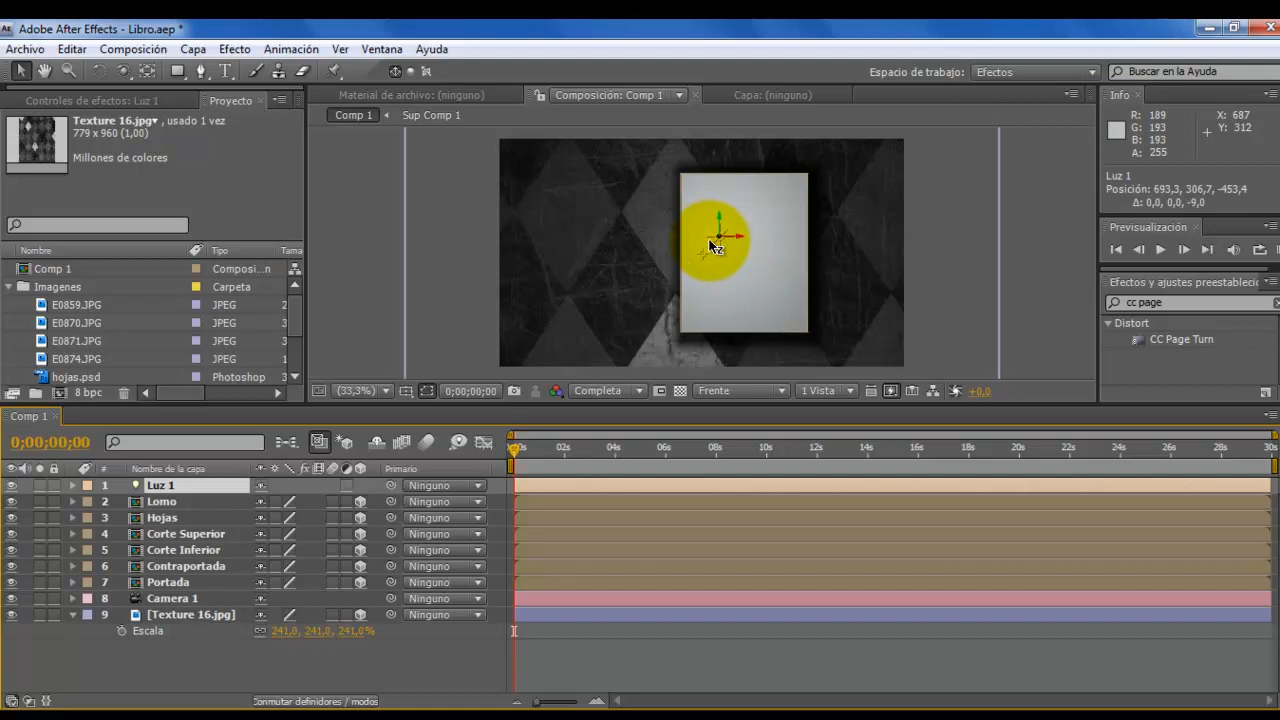 Adobe After Effects - Libro.aep *
Archivo Editar Composición Capa Efecto Animación Ver Ventana Ayuda
Espacio de trabajo: Efectos Buscar en la Ayuda
Controles de efectos: Luz 1 Proyecto
Material de archivo: (ninguno) Composición: Comp 1 Capa: (ninguno)
Info
Texture 16.jpg, usado 1 vez
779 x 960 (1,00)
Millones de colores
Comp 1 Sup Comp 1
R: 189
G: 193
B: 193
A: 255
X: 687
Y: 312
Luz 1
Posición: 693,3, 306,7, -453,4
Δ: 0,0, 0,0, -9,0
Previsualización
Nombre Tipo Tama
Comp 1 Composi...n
Imagenes Carpeta
E0859.JPG JPEG 2
E0870.JPG JPEG 3
E0871.JPG JPEG 3
E0874.JPG JPEG 1
hojas.psd Photoshop 3
8 bpc
Efectos y ajustes preestableci
cc page
Distort
CC Page Turn
(33,3%) 0;00;00;00 Completa Frente 1 Vista +0,0
Comp 1
0;00;00;00
00s 02s 04s 06s 08s 10s 12s 14s 16s 18s 20s 22s 24s 26s 28s 30s
# Nombre de la capa fx Primario
1 Luz 1 Ninguno
2 Lomo Ninguno
3 Hojas Ninguno
4 Corte Superior Ninguno
5 Corte Inferior Ninguno
6 Contraportada Ninguno
7 Portada Ninguno
8 Camera 1 Ninguno
9 [Texture 16.jpg] Ninguno
Escala 241,0, 241,0, 241,0%
Conmutar definidores / modos